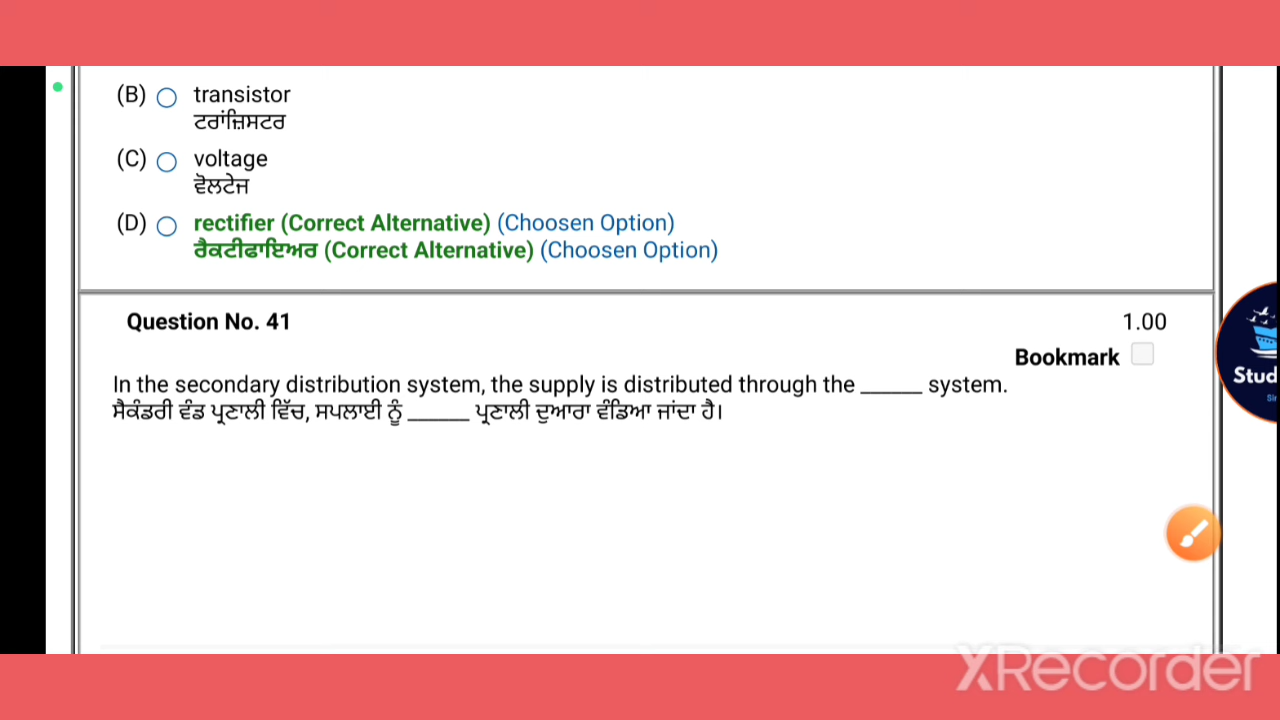 (B) transistor
ਟਰਾਂਜ਼ਿਸਟਰ
(C) voltage
ਵੋਲਟੇਜ
(D) rectifier (Correct Alternative) (Choosen Option)
ਰੈਕਟੀਫਾਇਅਰ (Correct Alternative) (Choosen Option)
Question No. 41 1.00
Bookmark
In the secondary distribution system, the supply is distributed through the ______ system.
ਸੈਕੰਡਰੀ ਵੰਡ ਪ੍ਰਣਾਲੀ ਵਿੱਚ, ਸਪਲਾਈ ਨੂੰ ______ ਪ੍ਰਣਾਲੀ ਦੁਆਰਾ ਵੰਡਿਆ ਜਾਂਦਾ ਹੈ।
Stud
XRecorder